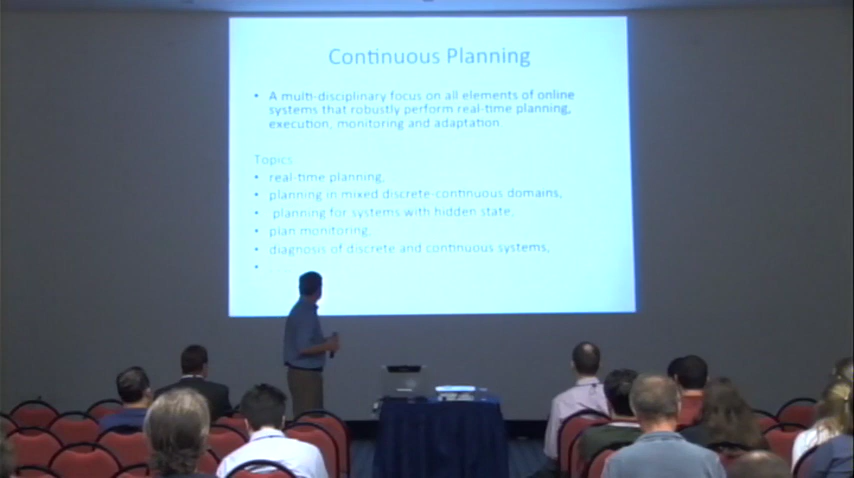 Continuous Planning
• A multi-disciplinary focus on all elements of online
systems that robustly perform real-time planning,
execution, monitoring and adaptation.
Topics:
• real-time planning,
• planning in mixed discrete-continuous domains,
• planning for systems with hidden state,
• plan monitoring,
• diagnosis of discrete and continuous systems,
•